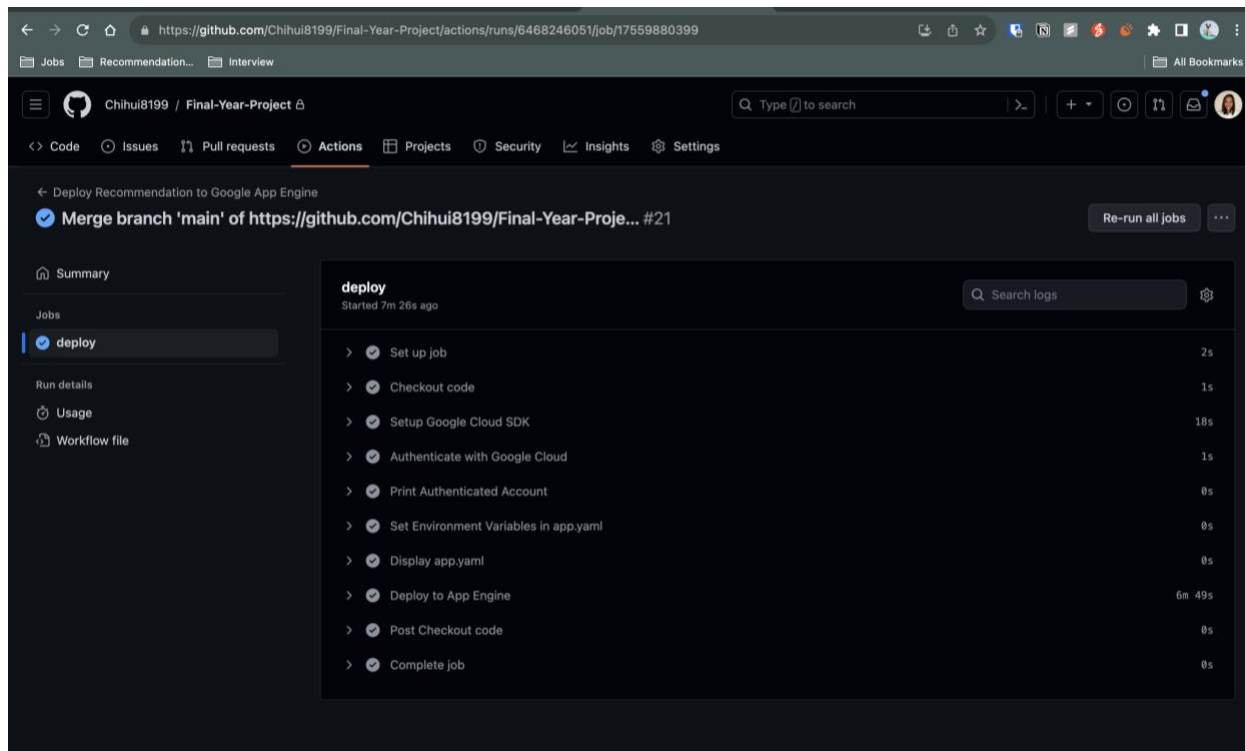 https://github.com/Chihui8199/Final-Year-Project/actions/runs/6468246051/job/17559880399
Jobs Recommendation... Interview All Bookmarks
Chihui8199 / Final-Year-Project Type / to search
<> Code Issues Pull requests Actions Projects Security Insights Settings
← Deploy Recommendation to Google App Engine
Merge branch 'main' of https://github.com/Chihui8199/Final-Year-Proje... #21 Re-run all jobs ...
Summary
Jobs
deploy
Run details
Usage
Workflow file
deploy
Started 7m 26s ago
Search logs
Set up job 2s
Checkout code 1s
Setup Google Cloud SDK 18s
Authenticate with Google Cloud 1s
Print Authenticated Account 0s
Set Environment Variables in app.yaml 0s
Display app.yaml 0s
Deploy to App Engine 6m 49s
Post Checkout code 0s
Complete job 0s